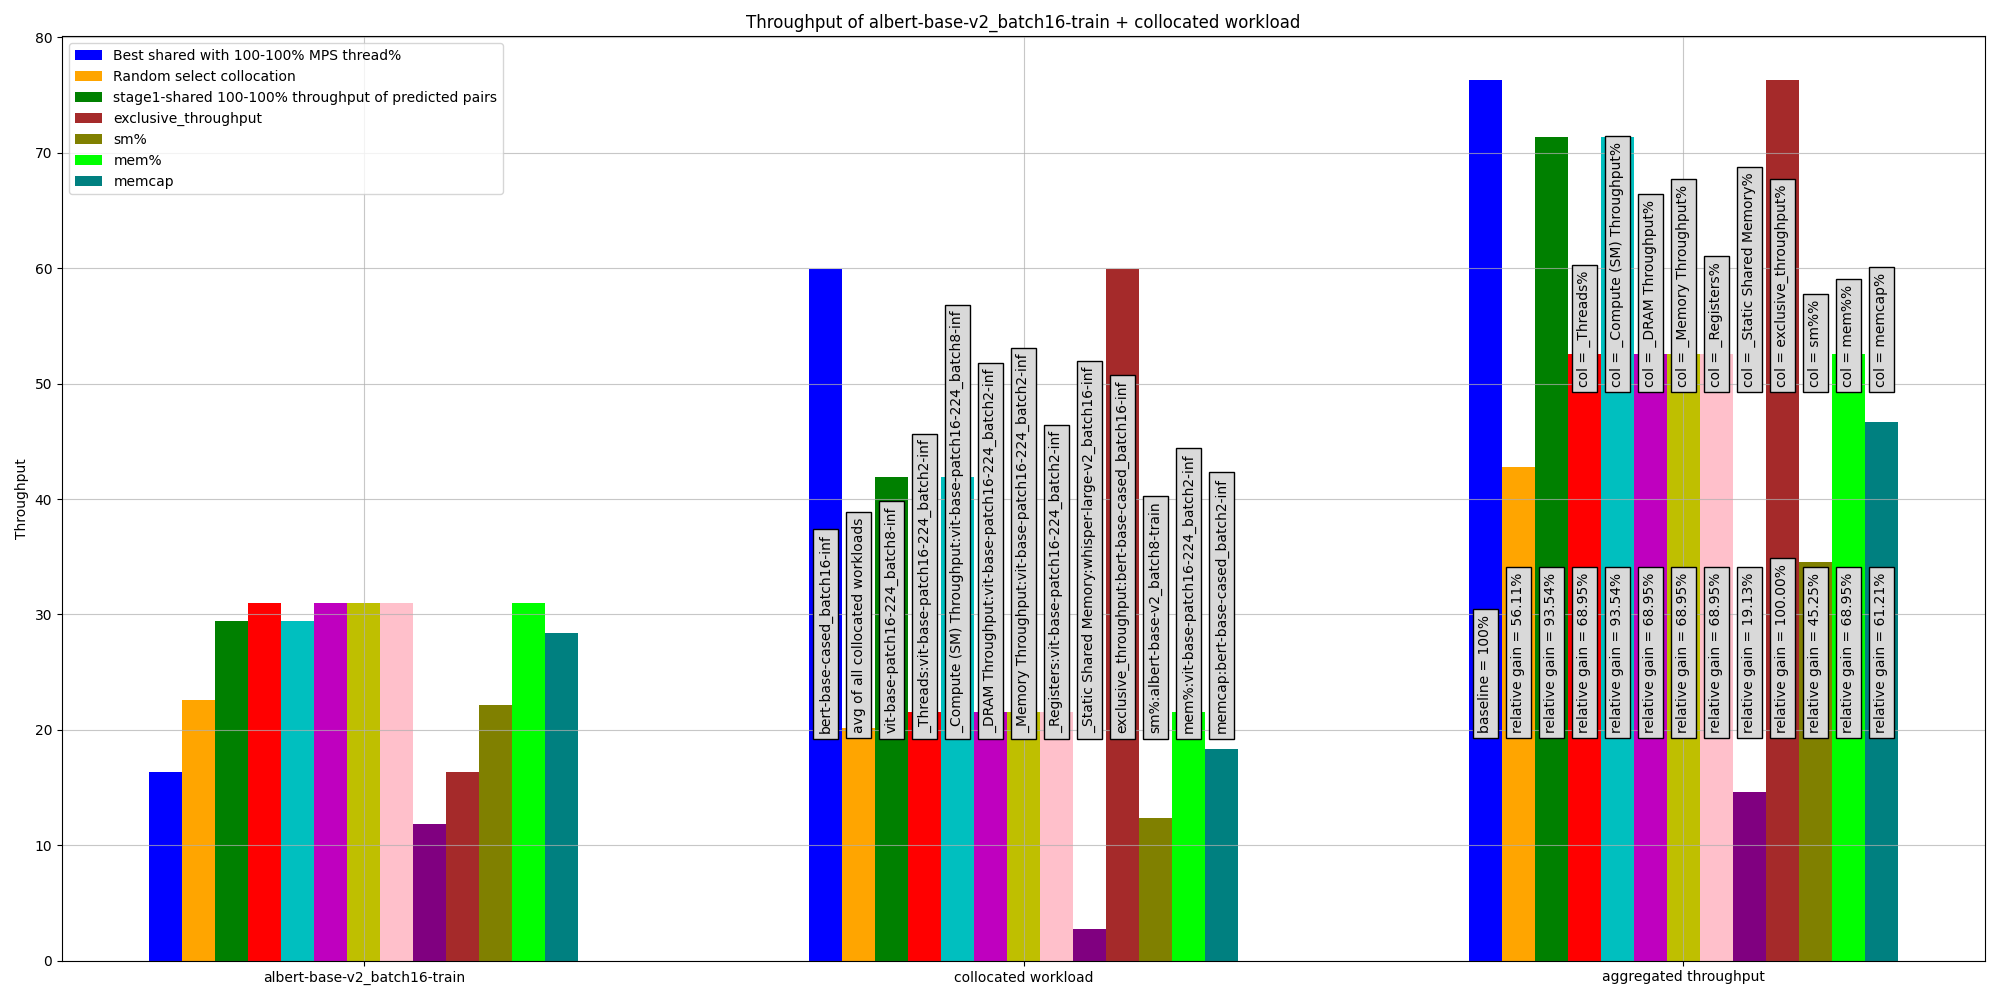 Throughput of albert-base-v2_batch16-train + collocated workload
Best shared with 100-100% MPS thread%
Random select collocation
stage1-shared 100-100% throughput of predicted pairs
exclusive_throughput
sm%
mem%
memcap
Throughput
80
70
60
50
40
30
20
10
0
bert-base-cased_batch16-inf
avg of all collocated workloads
vit-base-patch16-224_batch8-inf
_Threads:vit-base-patch16-224_batch2-inf
_Compute (SM) Throughput:vit-base-patch16-224_batch8-inf
_DRAM Throughput:vit-base-patch16-224_batch2-inf
_Memory Throughput:vit-base-patch16-224_batch2-inf
_Registers:vit-base-patch16-224_batch2-inf
_Static Shared Memory:whisper-large-v2_batch16-inf
exclusive_throughput:bert-base-cased_batch16-inf
sm%:albert-base-v2_batch8-train
mem%:vit-base-patch16-224_batch2-inf
memcap:bert-base-cased_batch2-inf
col = _Threads%
col = _Compute (SM) Throughput%
col = _DRAM Throughput%
col = _Memory Throughput%
col = _Registers%
col = _Static Shared Memory%
col = exclusive_throughput%
col = sm%%
col = mem%%
col = memcap%
baseline = 100%
relative gain = 56.11%
relative gain = 93.54%
relative gain = 68.95%
relative gain = 93.54%
relative gain = 68.95%
relative gain = 68.95%
relative gain = 68.95%
relative gain = 19.13%
relative gain = 100.00%
relative gain = 45.25%
relative gain = 68.95%
relative gain = 61.21%
albert-base-v2_batch16-train
collocated workload
aggregated throughput